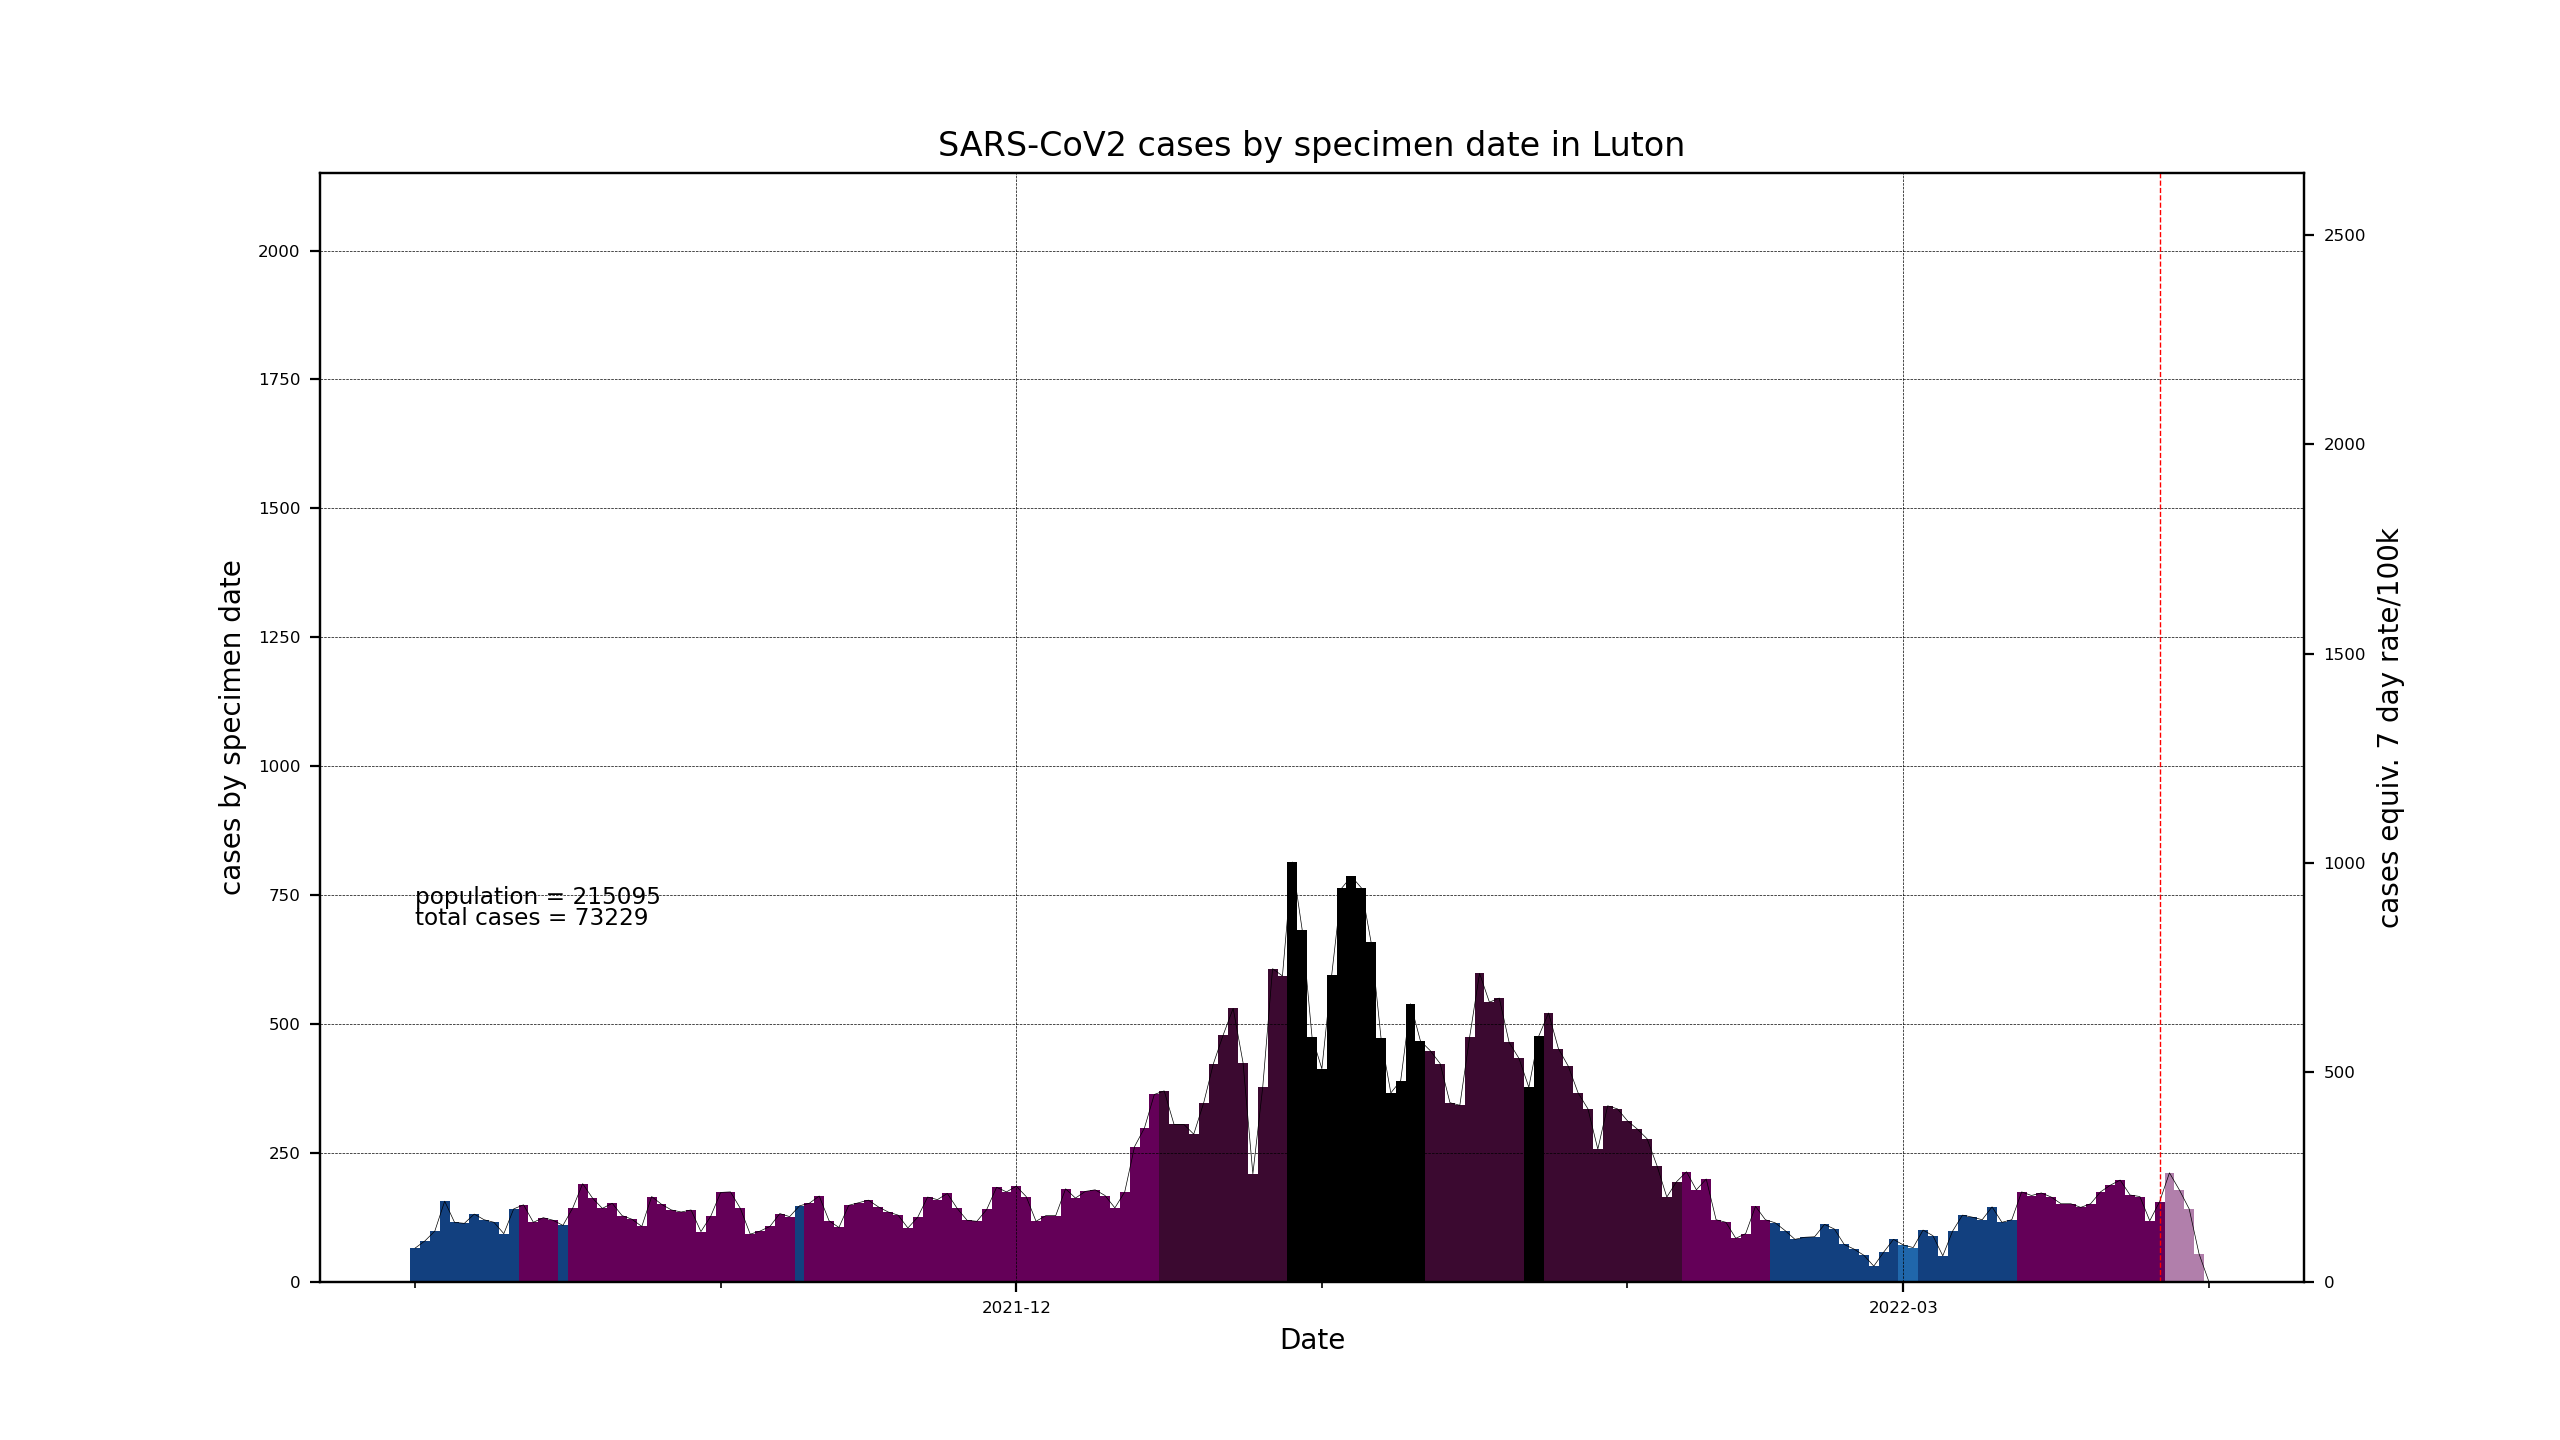 SARS-CoV2 cases by specimen date in Luton
cases by specimen date
2000
1750
1500
1250
1000
750
500
250
0
population = 215095
total cases = 73229
2500
2000
1500
1000
500
0
cases equiv. 7 day rate/100k
2021-12
2022-03
Date